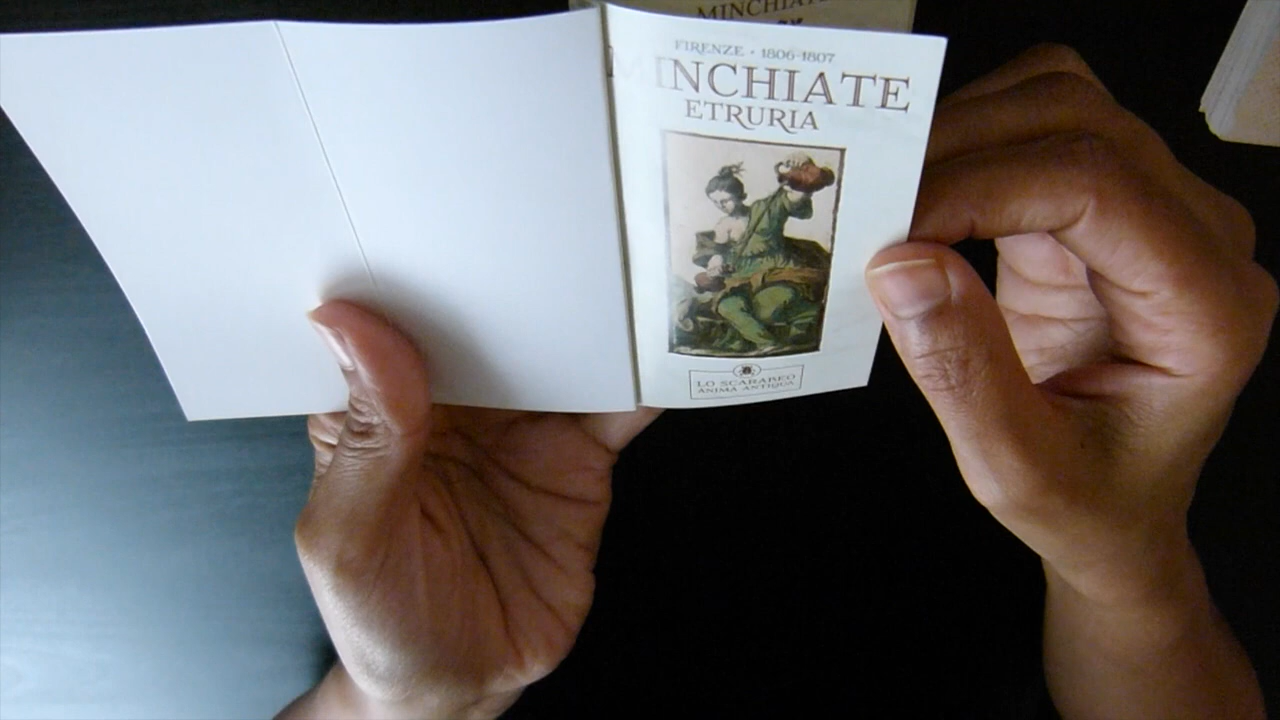 MINCHIATE
FIRENZE • 1806-1807
MINCHIATE
ETRURIA
LO SCARABEO
ANIMA ANTIQUA